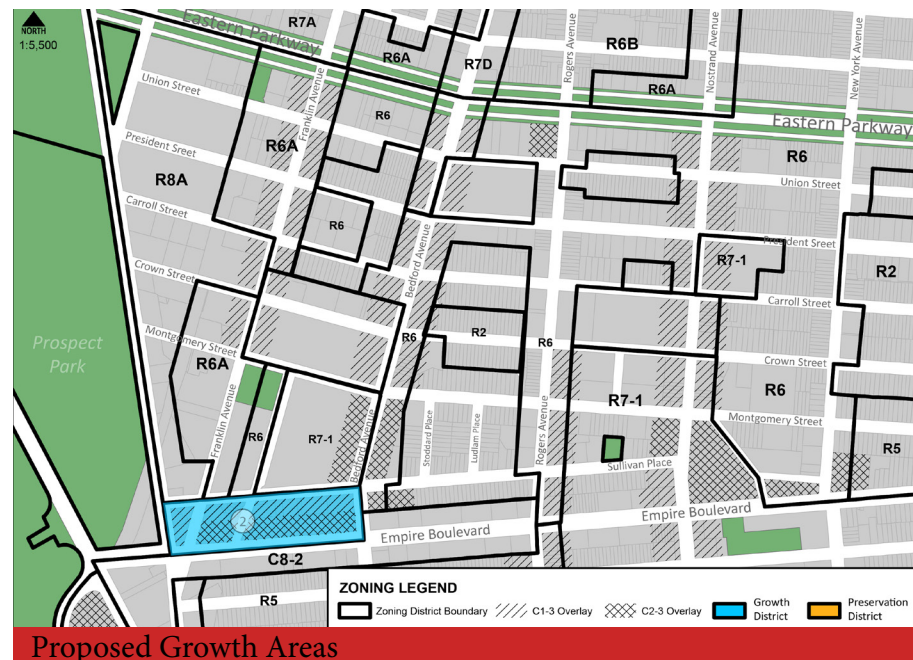 NORTH
1:5,500
R7A
Eastern Parkway
R6A
R7D
Rogers Avenue
R6B
Nostrand Avenue
New York Avenue
R6A
Union Street
Franklin Avenue
R6
Eastern Parkway
President Sreet
R6A
R6
R8A
Union Street
Carroll Street
R6
Bedford Avenue
President Sreet
R7-1
R2
Crown Street
Carroll Street
Prospect
Park
Montgomery Street
R6
R2
R6
Crown Street
R6A
R7-1
R6
Franklin Avenue
R6
R7-1
Bedford Avenue
Stoddard Place
Ludlam Place
Rogers Avenue
Montgomery Street
R5
Sullivan Place
2
Empire Boulevard
Empire Boulevard
C8-2
R5
ZONING LEGEND
Zoning District Boundary
C1-3 Overlay
C2-3 Overlay
Growth
District
Preservation
District
Proposed Growth Areas